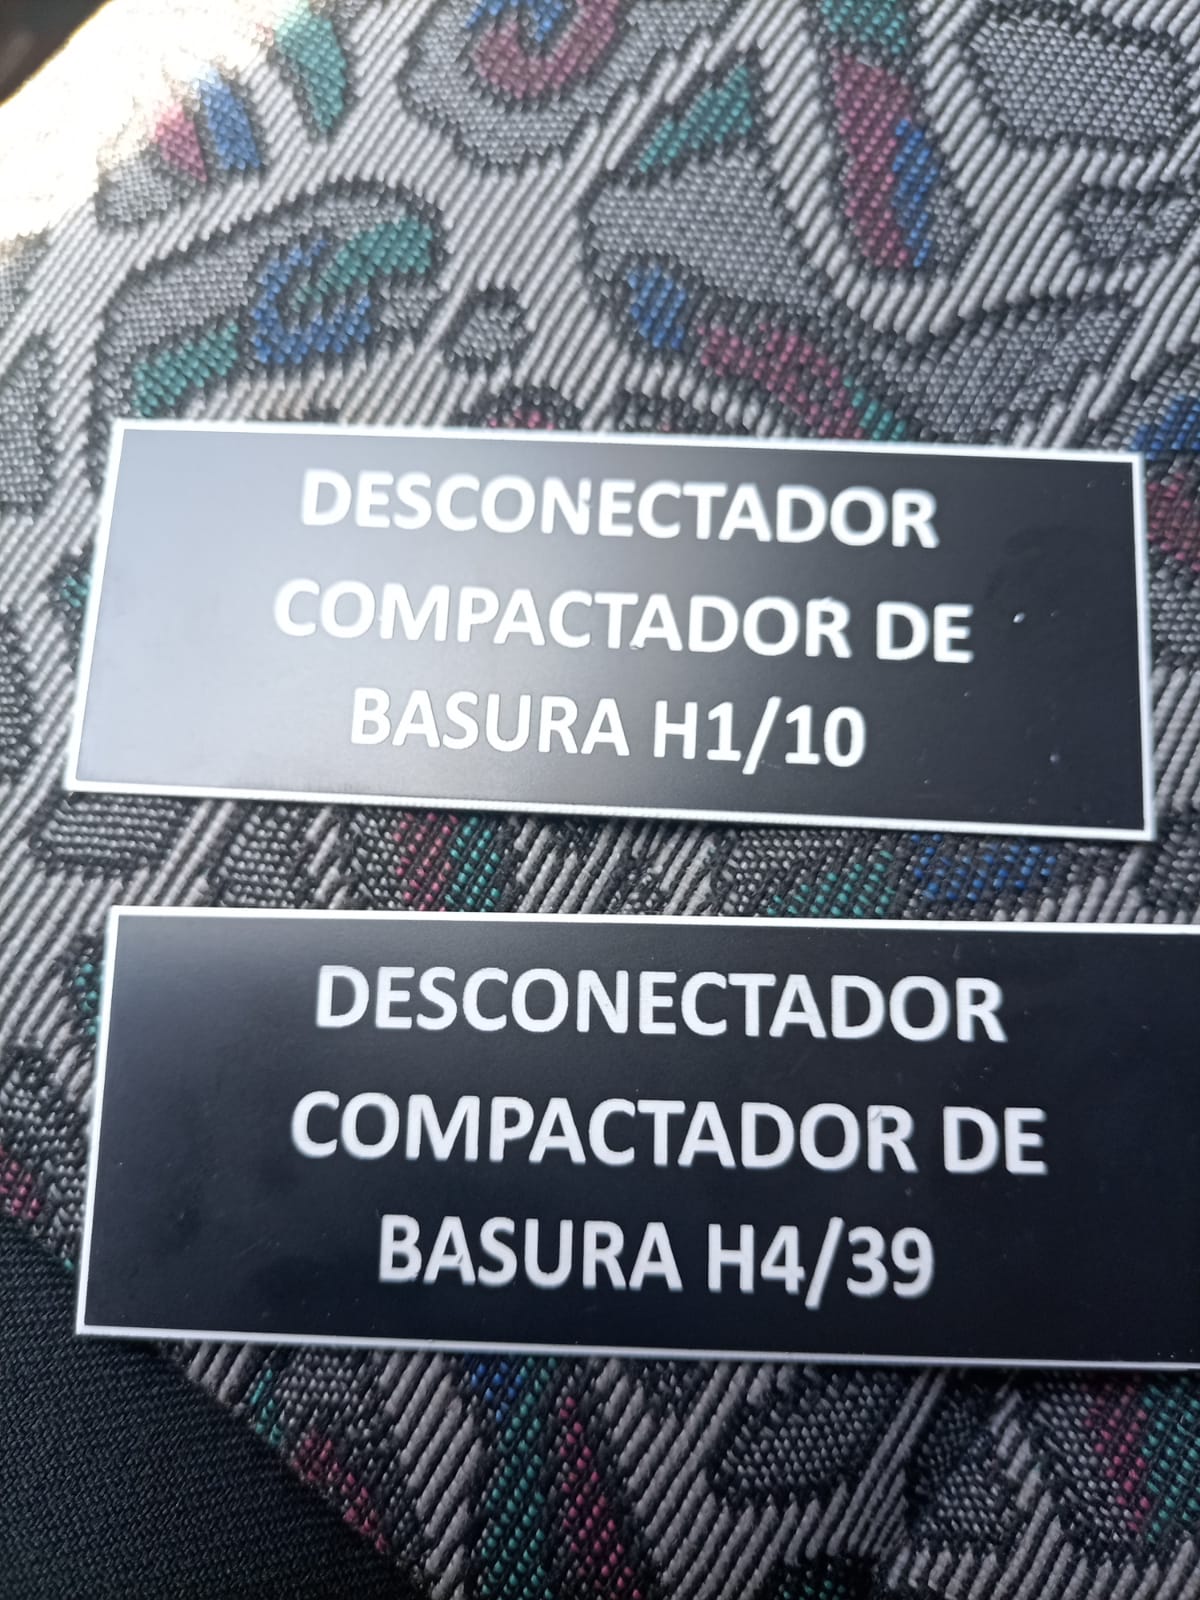 DESCONECTADOR
COMPACTADOR DE
BASURA H1/10
DESCONECTADOR
COMPACTADOR DE
BASURA H4/39